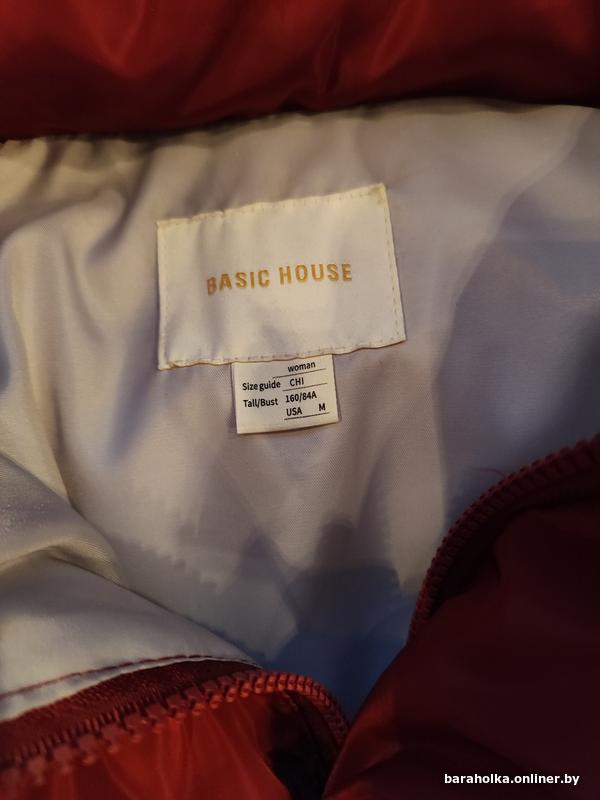 BASIC HOUSE
woman
Size guide CHI
Tall/Bust 160/84A
USA M
baraholka.onliner.by